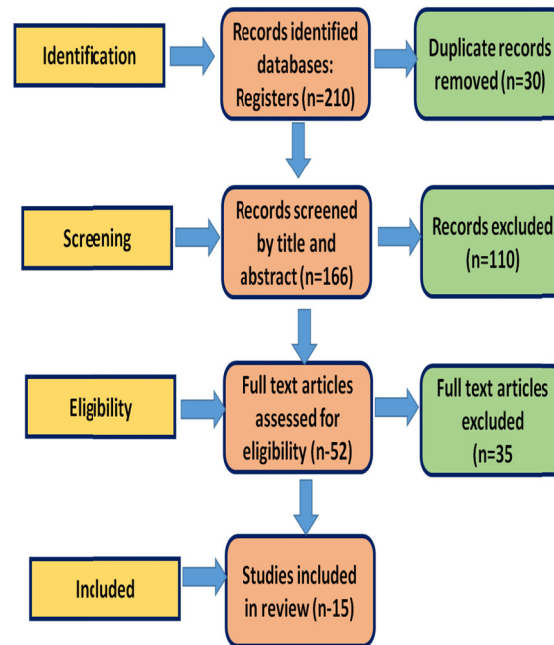 Identification
Records identified
databases:
Registers (n=210)
Duplicate records
removed (n=30)
Screening
Records screened
by title and
abstract (n=166)
Records excluded
(n=110)
Eligibility
Full text articles
assessed for
eligibility (n-52)
Full text articles
excluded
(n=35
Included
Studies included
in review (n-15)